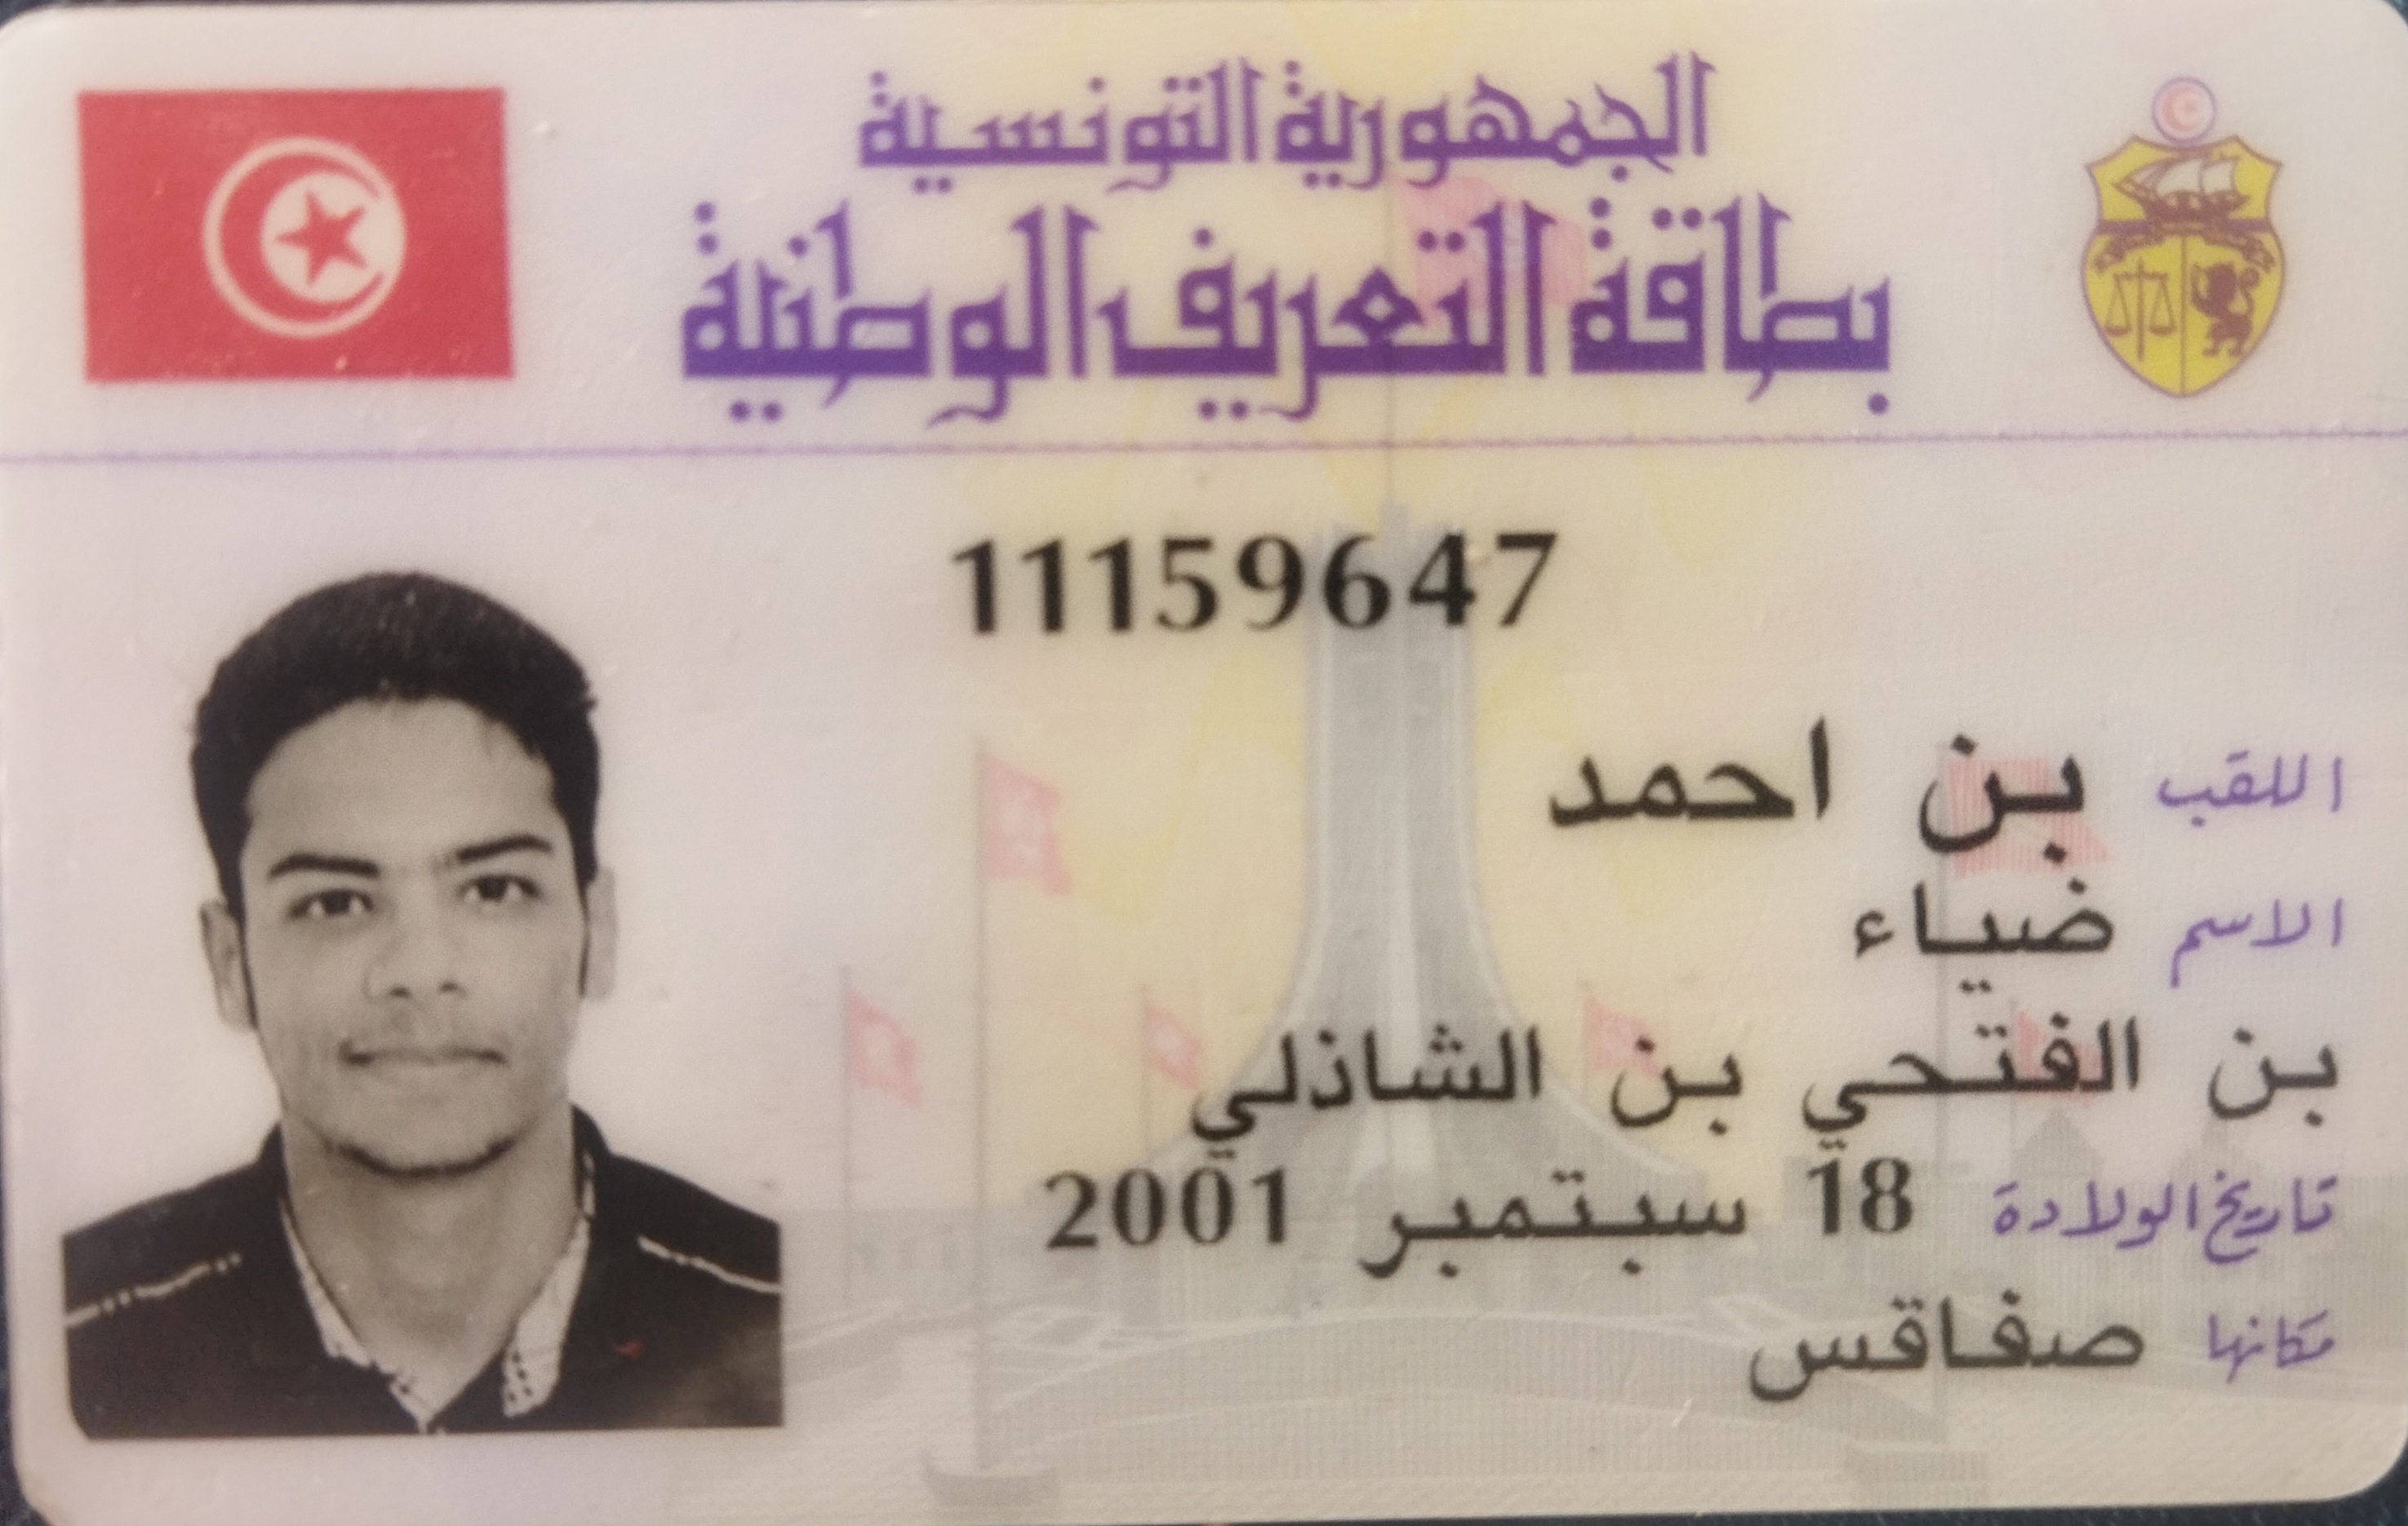 الجمهورية التونسية
بطاقة التعريف الوطنية
11159647
اللقب بن احمد
الاسم ضياء
بن الفتحي بن الشاذلي
تاريخ الولادة 18 سبتمبر 2001
مكانها صفاقس